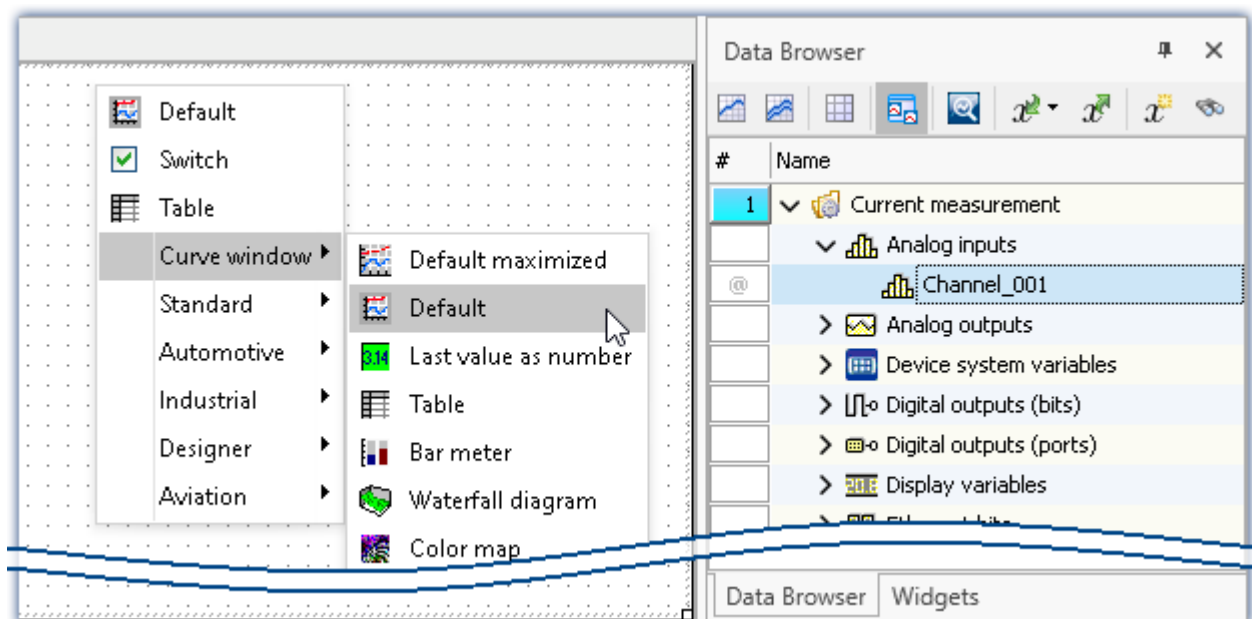 Default
Switch
Table
Curve window
Standard
Automotive
Industrial
Designer
Aviation
Default maximized
Default
3.14 Last value as number
Table
Bar meter
Waterfall diagram
Color map
Data Browser
# Name
1 Current measurement
Analog inputs
@ Channel_001
Analog outputs
Device system variables
Digital outputs (bits)
Digital outputs (ports)
Display variables
Data Browser Widgets